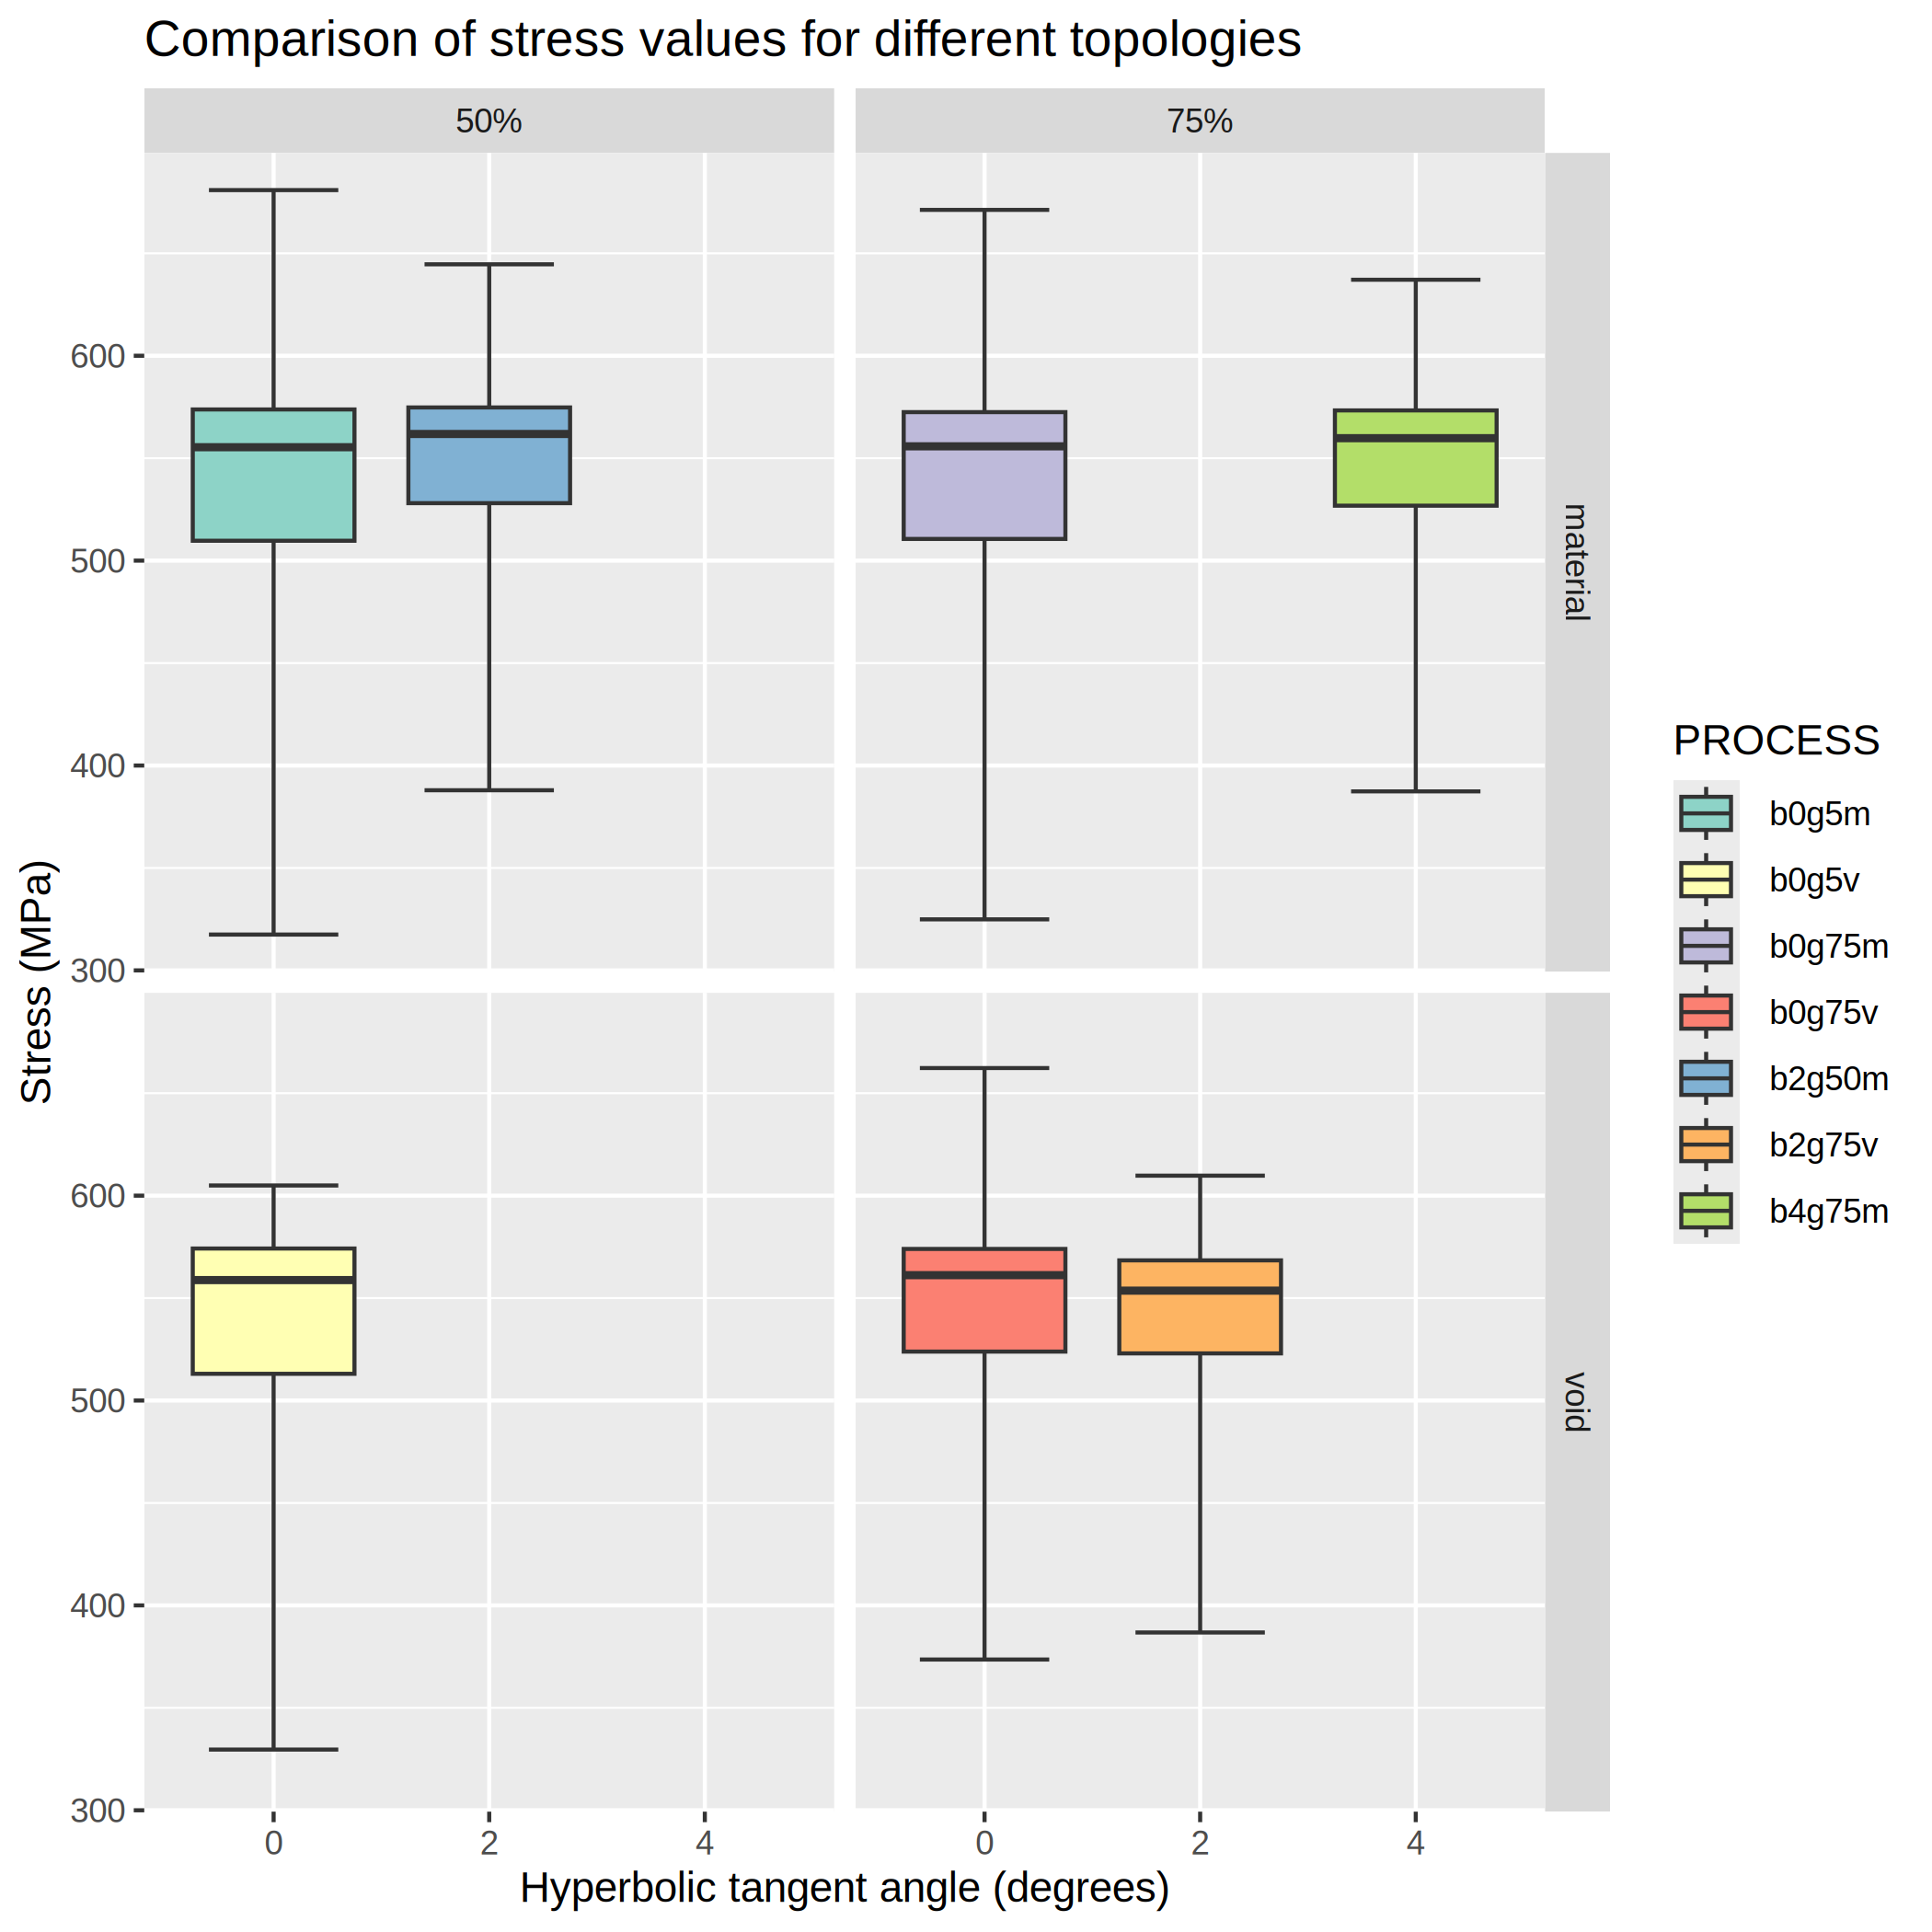 Comparison of stress values for different topologies
50%
75%
600
500
400
300
material
600
500
400
300
void
Stress (MPa)
0
2
4
0
2
4
Hyperbolic tangent angle (degrees)
PROCESS
b0g5m
b0g5v
b0g75m
b0g75v
b2g50m
b2g75v
b4g75m